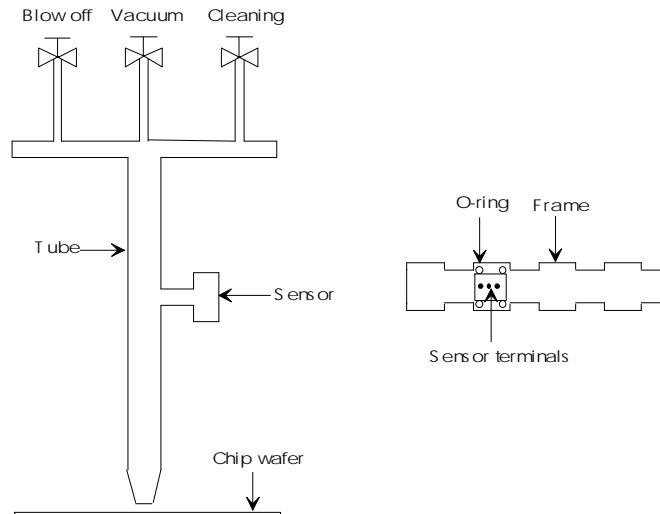 Blow off Vacuum Cleaning
O-ring Frame
Tube
Sensor
Sensor terminals
Chip wafer